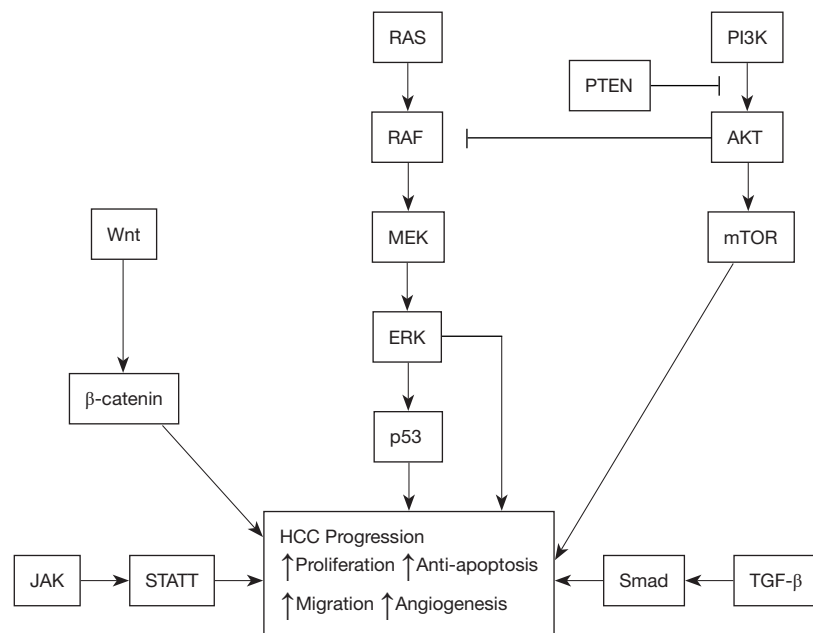 RAS
PI3K
PTEN
RAF
AKT
Wnt
MEK
mTOR
ERK
β-catenin
p53
HCC Progression
↑Proliferation ↑Anti-apoptosis
↑Migration ↑Angiogenesis
JAK
STATT
Smad
TGF-β